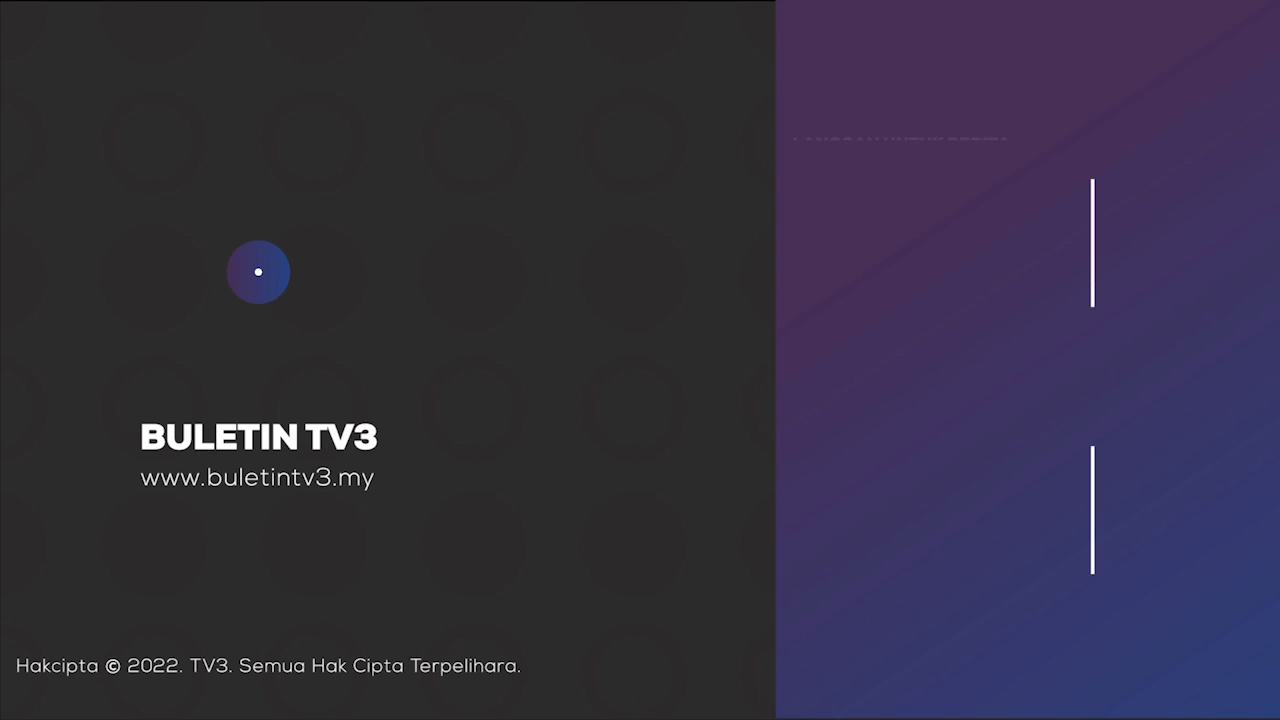 BULETIN TV3
www.buletintv3.my
Hakcipta © 2022. TV3. Semua Hak Cipta Terpelihara.